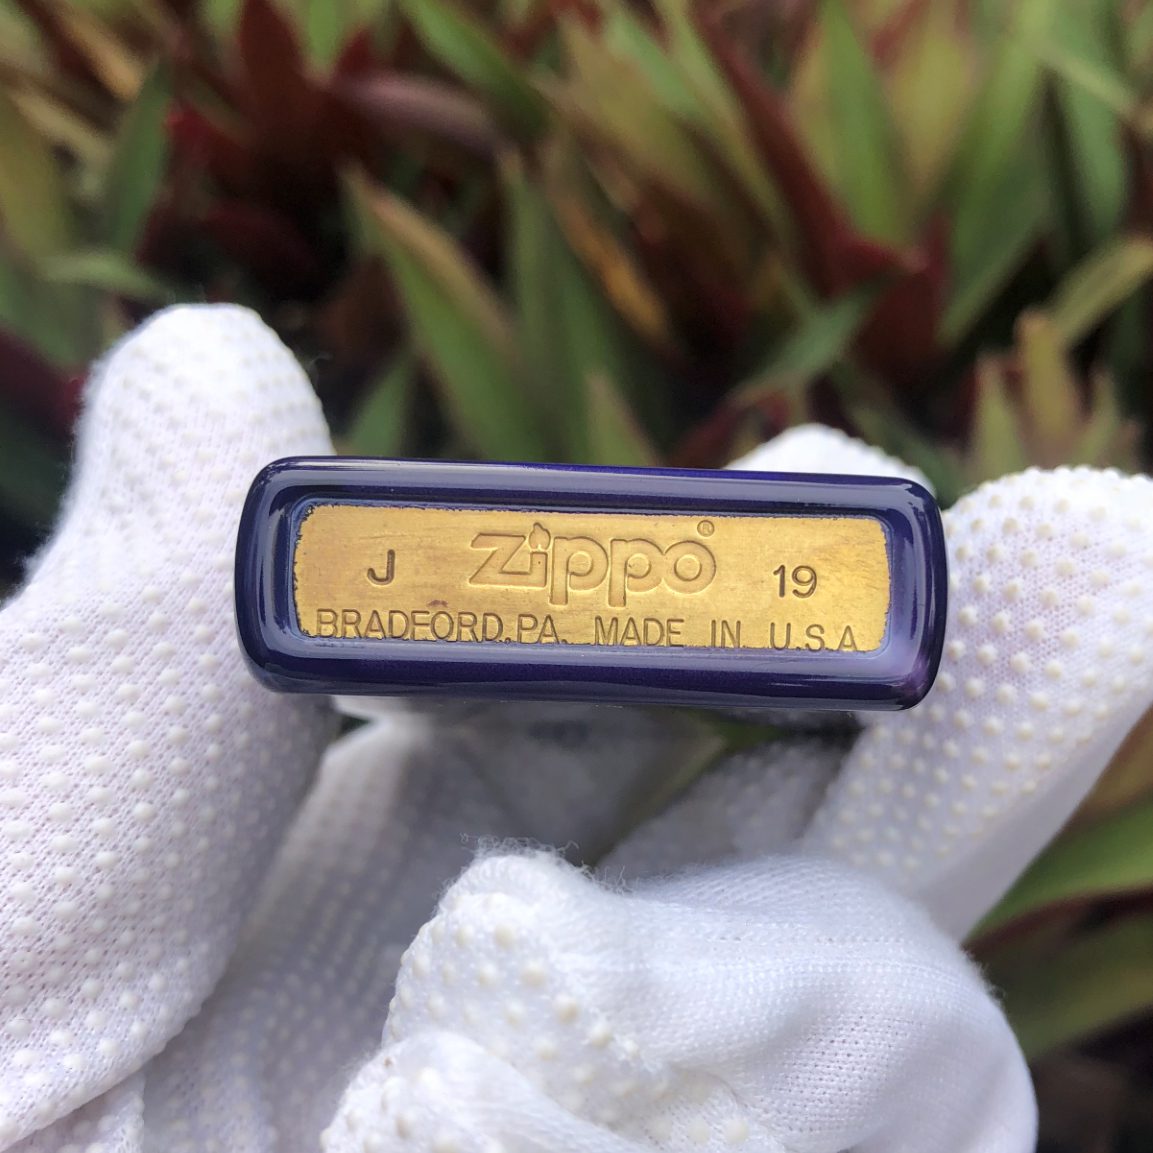 J zippo® 19
BRADFORD,PA. MADE IN U.S.A